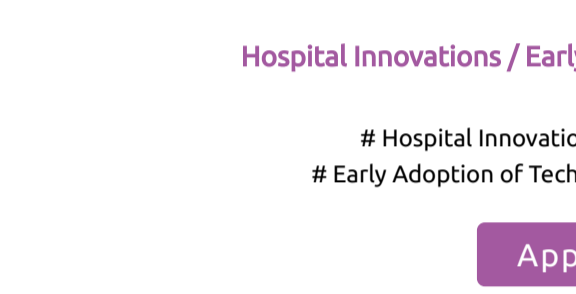 Hospital Innovations / Early
# Hospital Innovatio
# Early Adoption of Tech
App